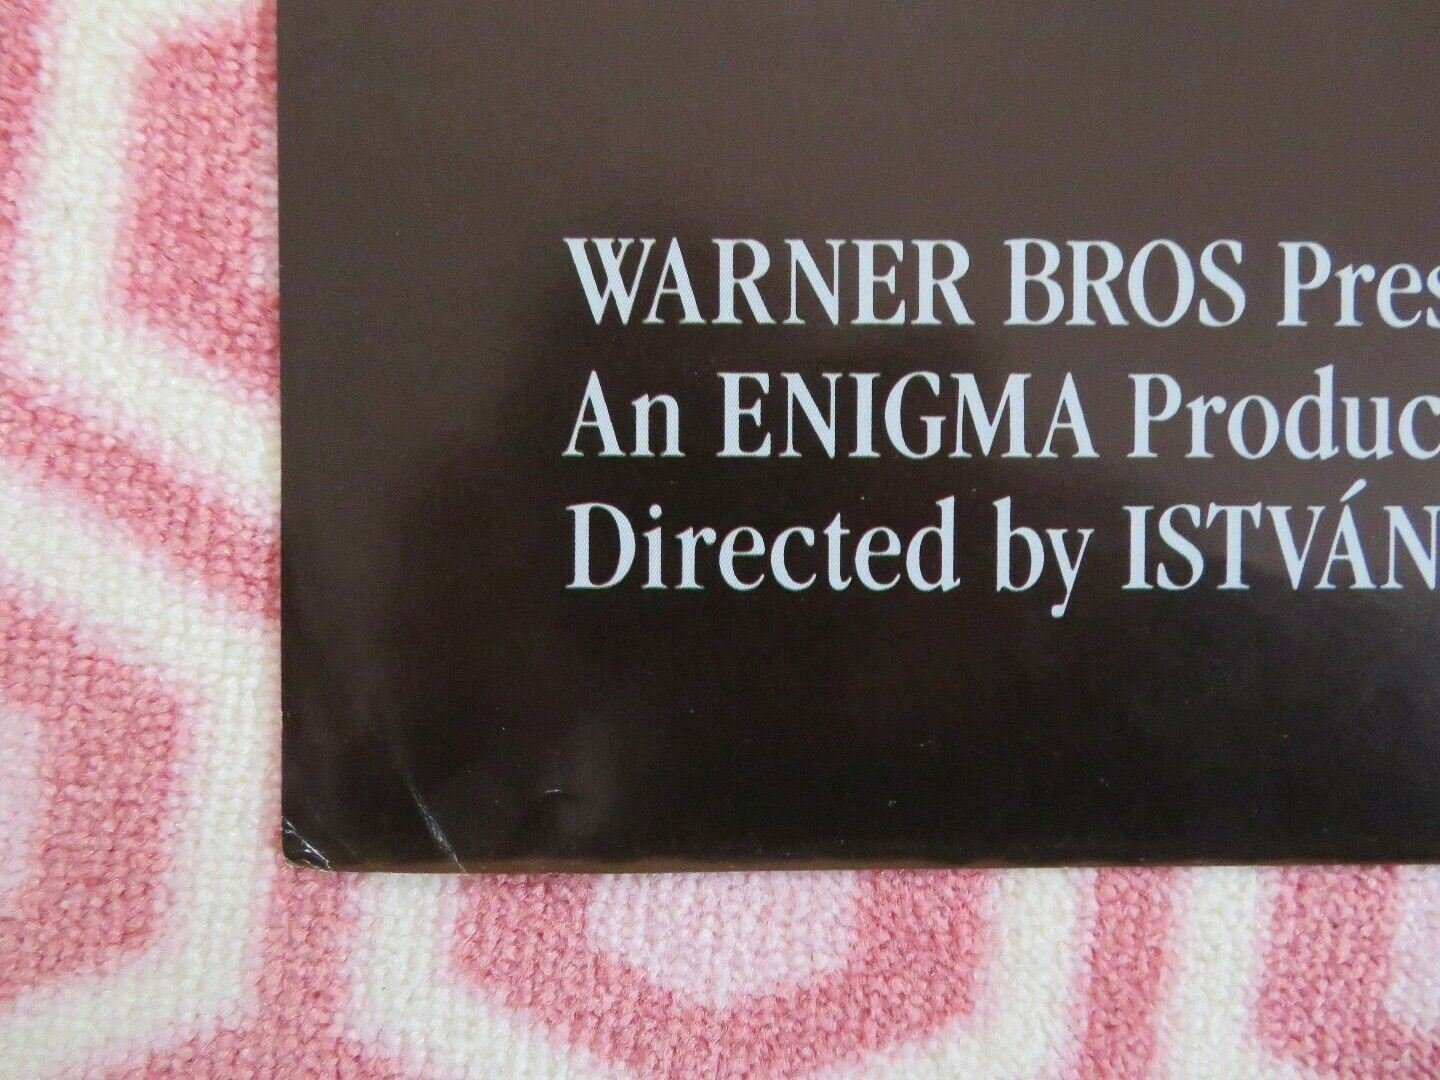 WARNER BROS Pres
An ENIGMA Produc
Directed by ISTVÁN